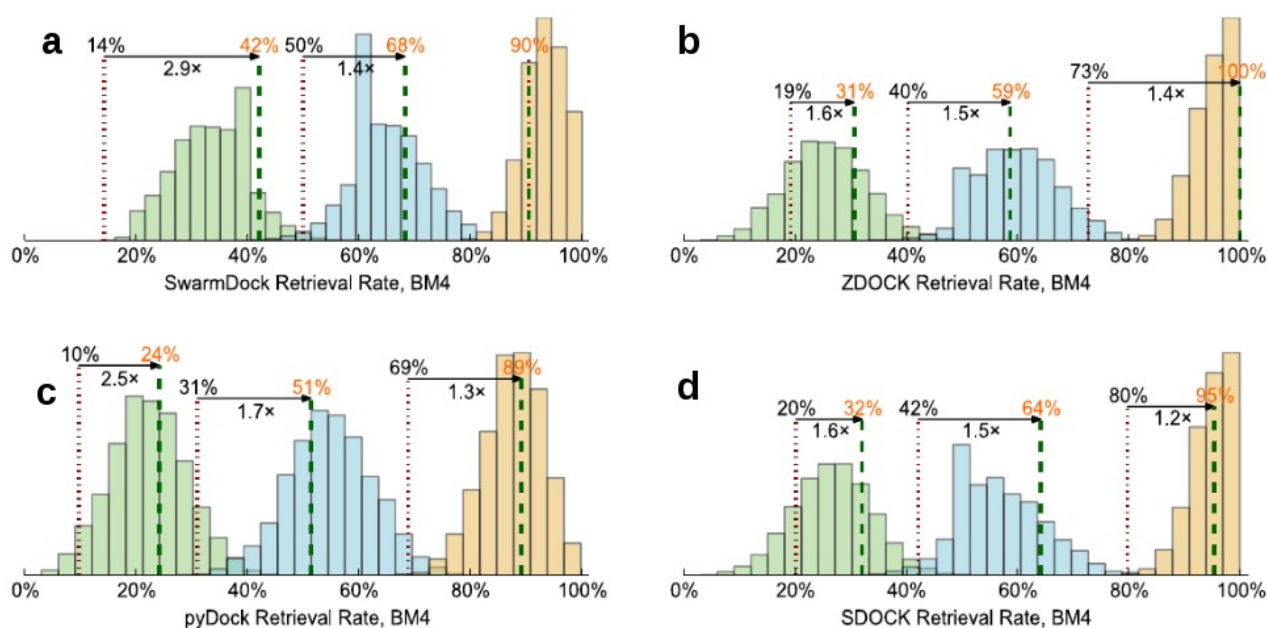 a
14% 42% 50% 68% 90%
2.9× 1.4×
0% 20% 40% 60% 80% 100%
SwarmDock Retrieval Rate, BM4
b
73% 100%
1.4×
19% 31% 40% 59%
1.6× 1.5×
0% 20% 40% 60% 80% 100%
ZDOCK Retrieval Rate, BM4
c
10% 24% 69% 89%
2.5× 1.3×
31% 51%
1.7×
0% 20% 40% 60% 80% 100%
pyDock Retrieval Rate, BM4
d
20% 32% 42% 64% 80% 95%
1.6× 1.5× 1.2×
0% 20% 40% 60% 80% 100%
SDOCK Retrieval Rate, BM4